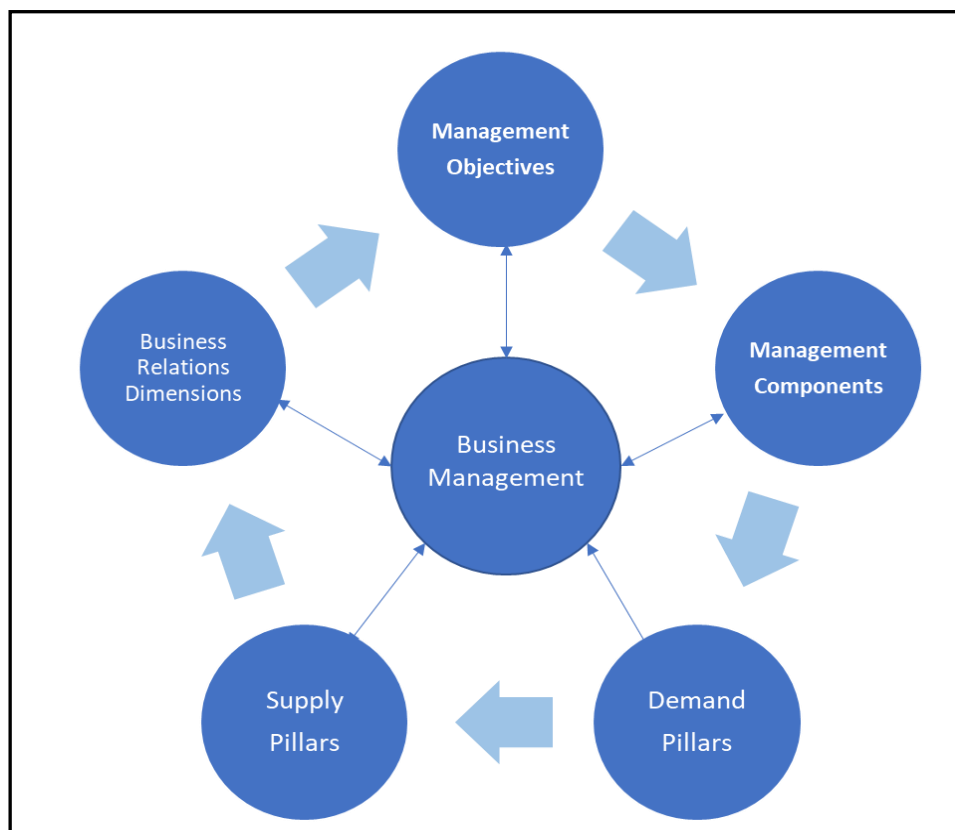 Management
Objectives
Business
Relations
Dimensions
Management
Components
Business
Management
Supply
Pillars
Demand
Pillars